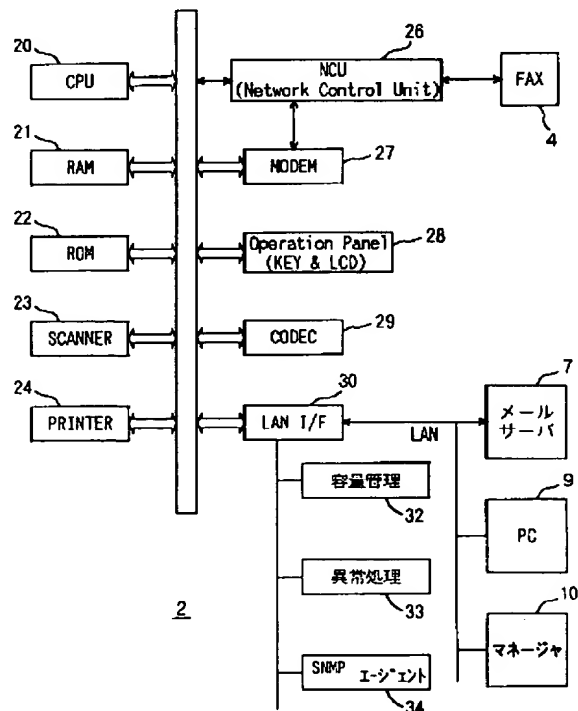 20
CPU
26
NCU
(Network Control Unit)
FAX
4
21
RAM
MODEM
27
22
ROM
Operation Panel
(KEY & LCD)
28
23
SCANNER
CODEC
29
24
PRINTER
30
LAN I/F
LAN
7
メール
サーバ
容量管理
32
9
PC
異常処理
33
2
10
マネージャ
SNMP エージェント
34